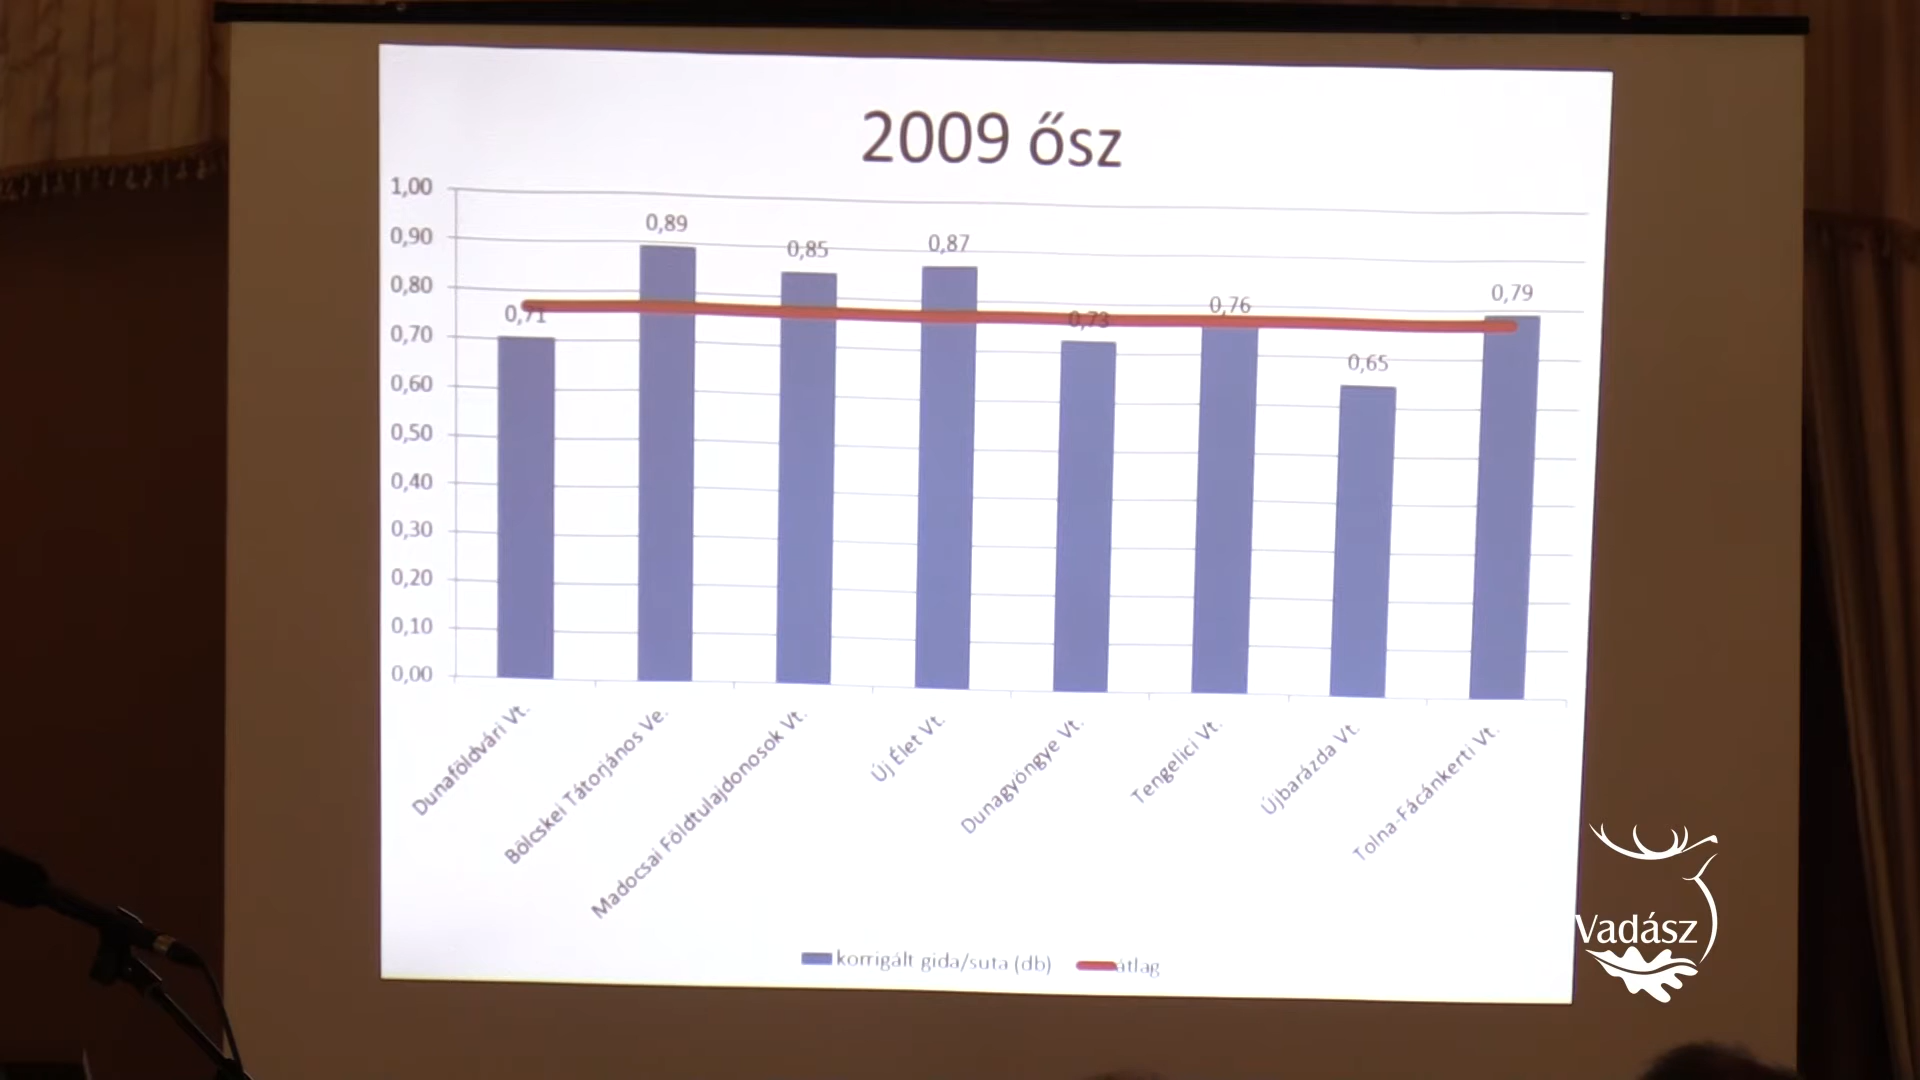 2009 ősz
1,00
0,90
0,80
0,70
0,60
0,50
0,40
0,30
0,20
0,10
0,00
0,71
0,89
0,85
0,87
0,73
0,76
0,65
0,79
Dunaföldvári Vt.
Bölcskei Tátorjános Ve.
Madocsai Földtulajdonosok Vt.
Új Élet Vt.
Dunagyöngye Vt.
Tengelici Vt.
Újbarázda Vt.
Tolna-Fácánkerti Vt.
korrigált gida/suta (db)
átlag
Vadász